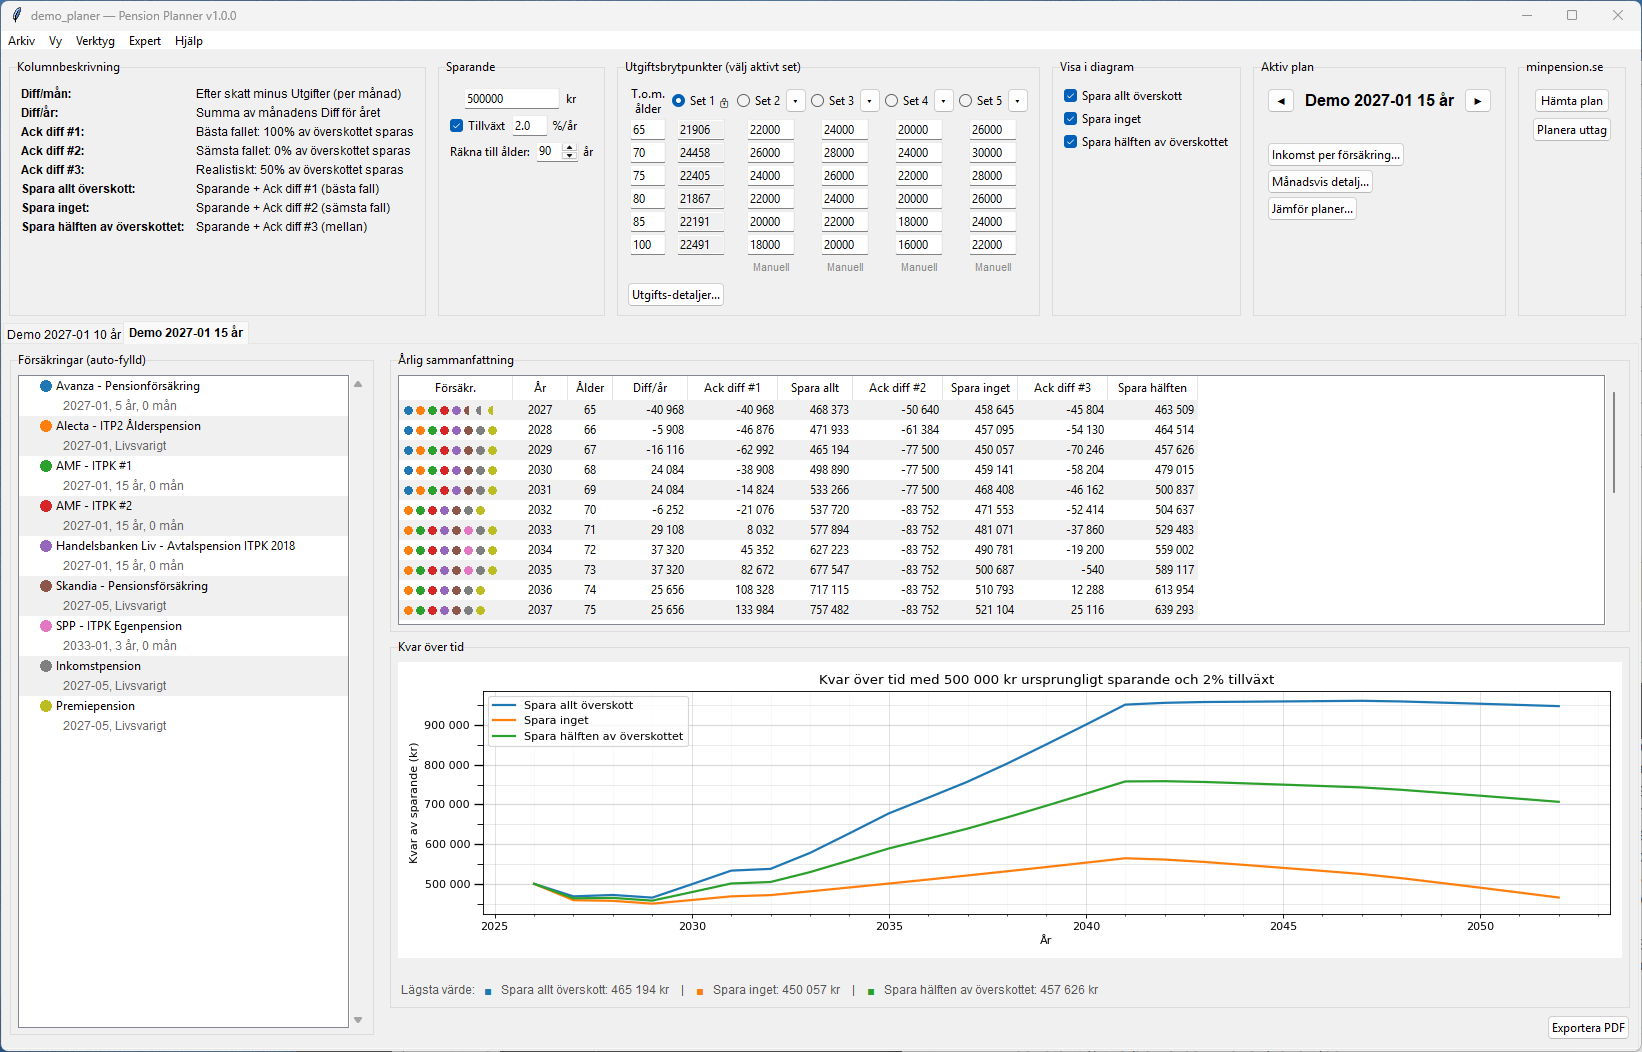 demo_planer — Pension Planner v1.0.0
Arkiv Vy Verktyg Expert Hjälp
Kolumnbeskrivning
Diff/mån: Efter skatt minus Utgifter (per månad)
Diff/år: Summa av månadens Diff för året
Ack diff #1: Bästa fallet: 100% av överskottet sparas
Ack diff #2: Sämsta fallet: 0% av överskottet sparas
Ack diff #3: Realistiskt: 50% av överskottet sparas
Spara allt överskott: Sparande + Ack diff #1 (bästa fall)
Spara inget: Sparande + Ack diff #2 (sämsta fall)
Spara hälften av överskottet: Sparande + Ack diff #3 (mellan)
Sparande
500000 kr
Tillväxt 2.0 %/år
Räkna till ålder: 90 år
Utgiftsbrytpunkter (välj aktivt set)
T.o.m. ålder Set 1 Set 2 Set 3 Set 4 Set 5
65 21906 22000 24000 20000 26000
70 24458 26000 28000 24000 30000
75 22405 24000 26000 22000 28000
80 21867 22000 24000 20000 26000
85 22191 20000 22000 18000 24000
100 22491 18000 20000 16000 22000
Manuell Manuell Manuell Manuell
Utgifts-detaljer...
Visa i diagram
Spara allt överskott
Spara inget
Spara hälften av överskottet
Aktiv plan
Demo 2027-01 15 år
Inkomst per försäkring...
Månadsvis detalj...
Jämför planer...
minpension.se
Hämta plan
Planera uttag
Demo 2027-01 10 år Demo 2027-01 15 år
Försäkringar (auto-fylld)
Avanza - Pensionförsäkring
2027-01, 5 år, 0 mån
Alecta - ITP2 Ålderspension
2027-01, Livsvarigt
AMF - ITPK #1
2027-01, 15 år, 0 mån
AMF - ITPK #2
2027-01, 15 år, 0 mån
Handelsbanken Liv - Avtalspension ITPK 2018
2027-01, 15 år, 0 mån
Skandia - Pensionsförsäkring
2027-05, Livsvarigt
SPP - ITPK Egenpension
2033-01, 3 år, 0 mån
Inkomstpension
2027-05, Livsvarigt
Premiepension
2027-05, Livsvarigt
Årlig sammanfattning
Försäkr. År Ålder Diff/år Ack diff #1 Spara allt Ack diff #2 Spara inget Ack diff #3 Spara hälften
2027 65 -40 968 -40 968 468 373 -50 640 458 645 -45 804 463 509
2028 66 -5 908 -46 876 471 933 -61 384 457 095 -54 130 464 514
2029 67 -16 116 -62 992 465 194 -77 500 450 057 -70 246 457 626
2030 68 24 084 -38 908 498 890 -77 500 459 141 -58 204 479 015
2031 69 24 084 -14 824 533 266 -77 500 468 408 -46 162 500 837
2032 70 -6 252 -21 076 537 720 -83 752 471 553 -52 414 504 637
2033 71 29 108 8 032 577 894 -83 752 481 071 -37 860 529 483
2034 72 37 320 45 352 627 223 -83 752 490 781 -19 200 559 002
2035 73 37 320 82 672 677 547 -83 752 500 687 -540 589 117
2036 74 25 656 108 328 717 115 -83 752 510 793 12 288 613 954
2037 75 25 656 133 984 757 482 -83 752 521 104 25 116 639 293
Kvar över tid
Kvar över tid med 500 000 kr ursprungligt sparande och 2% tillväxt
Spara allt överskott
Spara inget
Spara hälften av överskottet
Kvar av sparande (kr)
900 000
800 000
700 000
600 000
500 000
2025 2030 2035 2040 2045 2050
År
Lägsta värde: Spara allt överskott: 465 194 kr | Spara inget: 450 057 kr | Spara hälften av överskottet: 457 626 kr
Exportera PDF